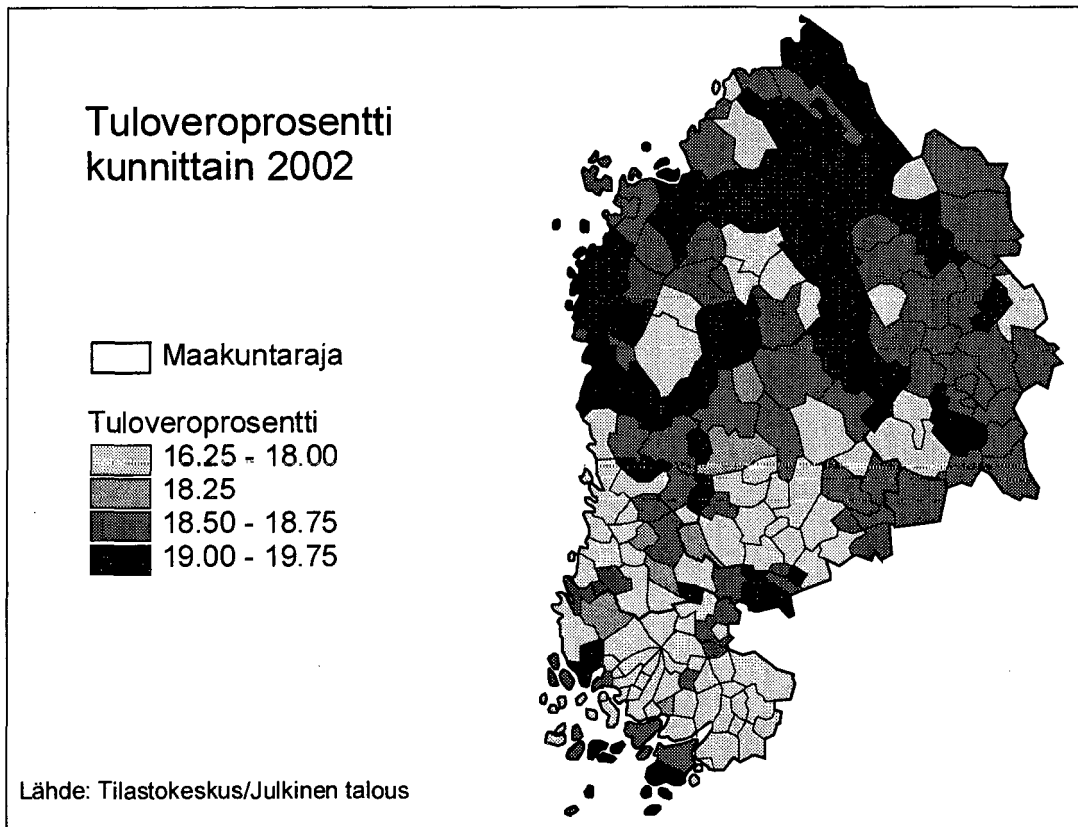 Tuloveroprosentti
kunnittain 2002
Maakuntaraja
Tuloveroprosentti
16.25 - 18.00
18.25
18.50 - 18.75
19.00 - 19.75
Lähde: Tilastokeskus/Julkinen talous